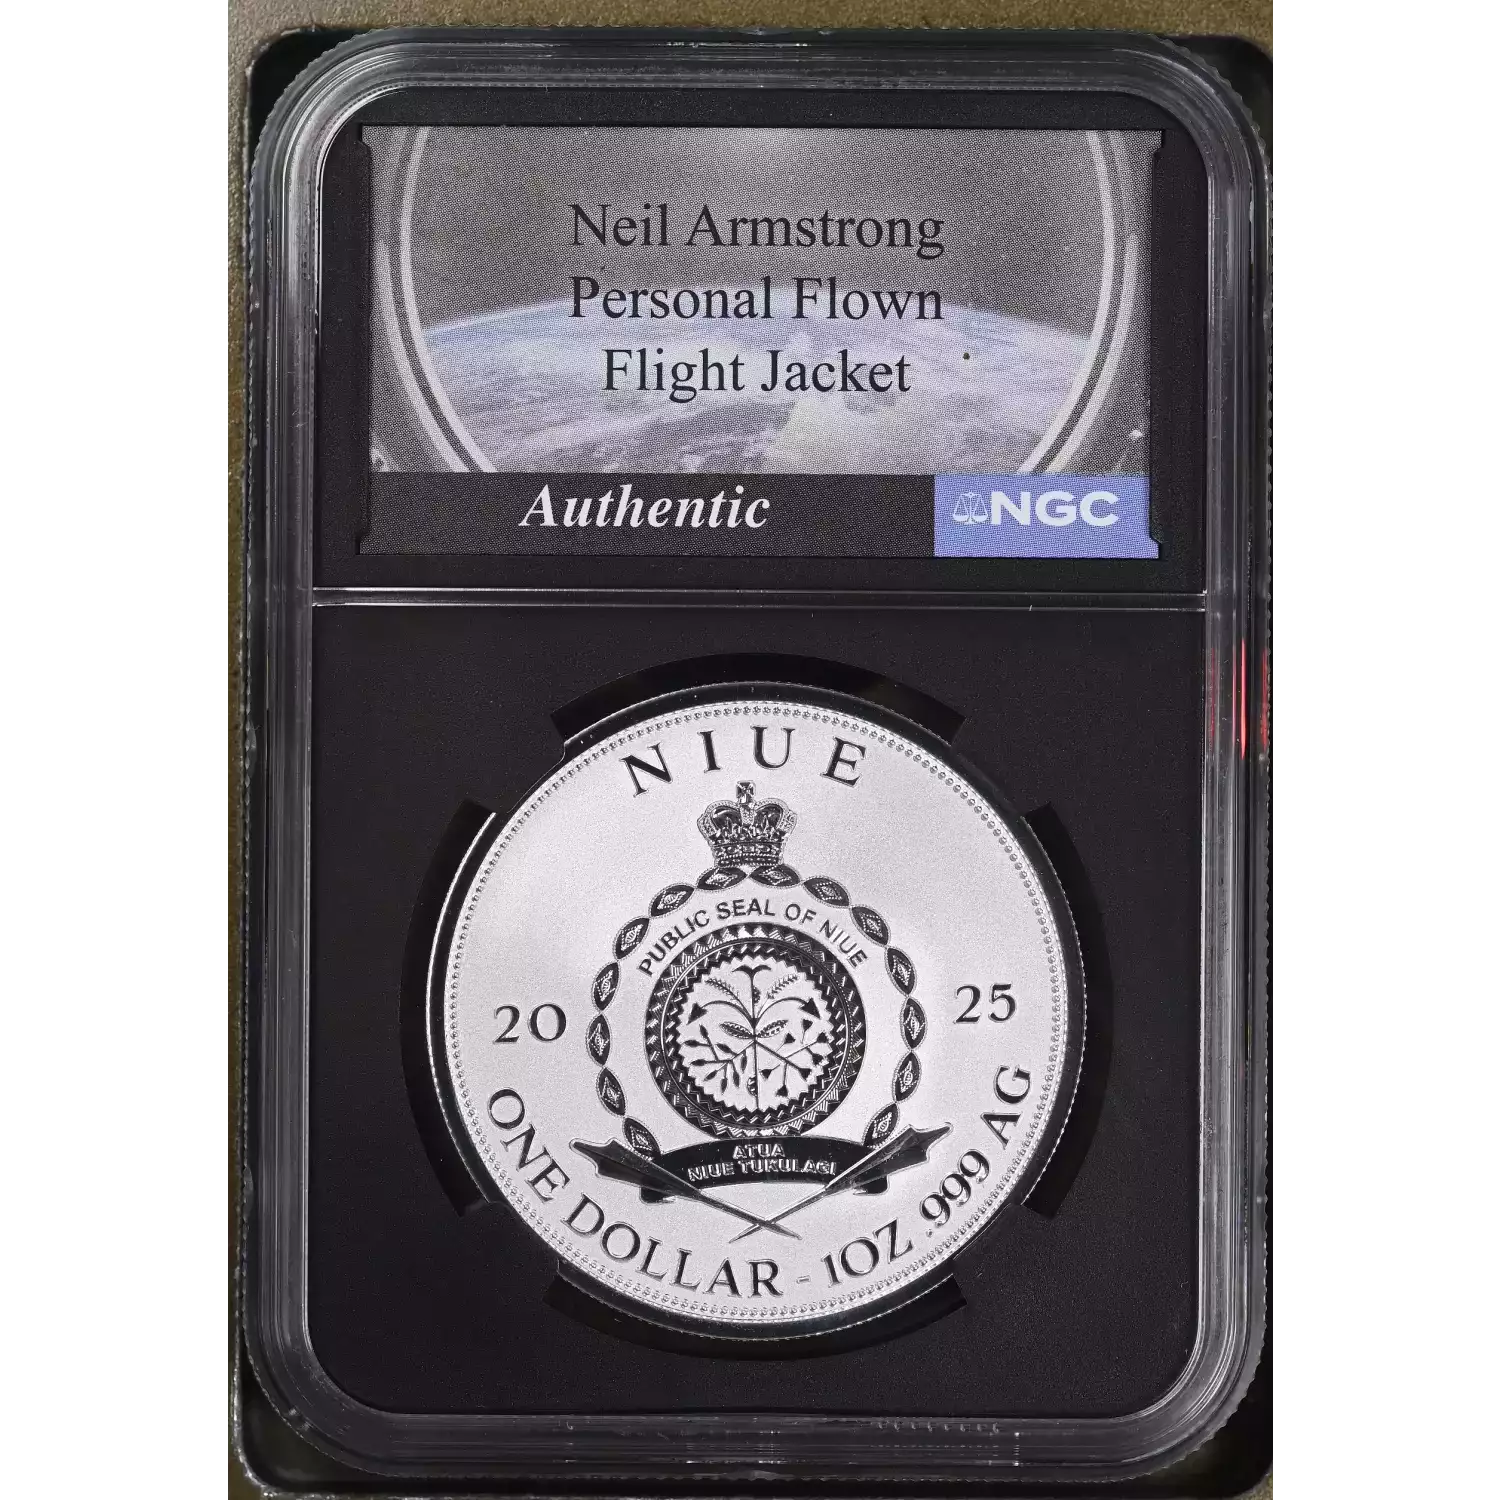 Neil Armstrong
Personal Flown
Flight Jacket
Authentic
NGC
NIUE
PUBLIC SEAL OF NIUE
20 25
ATUA
NIUE TUKULAGI
ONE DOLLAR - 1OZ .999 AG